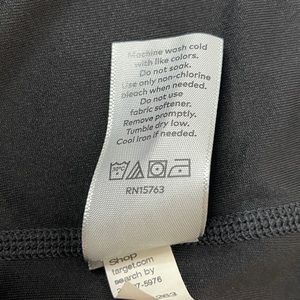 Machine wash cold
with like colors.
Do not soak.
Use only non-chlorine
bleach when needed.
Do not use
fabric softener.
Remove promptly.
Tumble dry low.
Cool iron if needed.
30°C
RN15763
Shop
target.com
search by